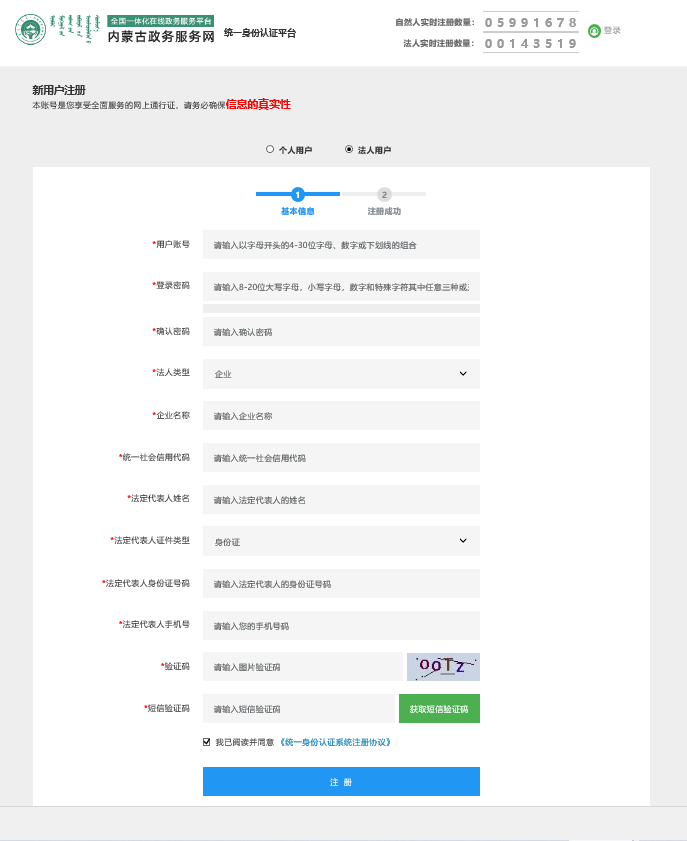 全国一体化在线政务服务平台
内蒙古政务服务网 统一身份认证平台
自然人实时注册数量： 05991678
法人实时注册数量： 00143519
登录
新用户注册
本账号是您享受全面服务的网上通行证，请务必确保信息的真实性
个人用户 法人用户
1 2
基本信息 注册成功
*用户账号 请输入以字母开头的4-30位字母、数字或下划线的组合
*登录密码 请输入8-20位大写字母，小写字母，数字和特殊字符其中任意三种或
*确认密码 请输入确认密码
*法人类型 企业
*企业名称 请输入企业名称
*统一社会信用代码 请输入统一社会信用代码
*法定代表人姓名 请输入法定代表人的姓名
*法定代表人证件类型 身份证
*法定代表人身份证号码 请输入法定代表人的身份证号码
*法定代表人手机号 请输入您的手机号码
*验证码 请输入图片验证码 ooTz
*短信验证码 请输入短信验证码 获取短信验证码
我已阅读并同意《统一身份认证系统注册协议》
注 册